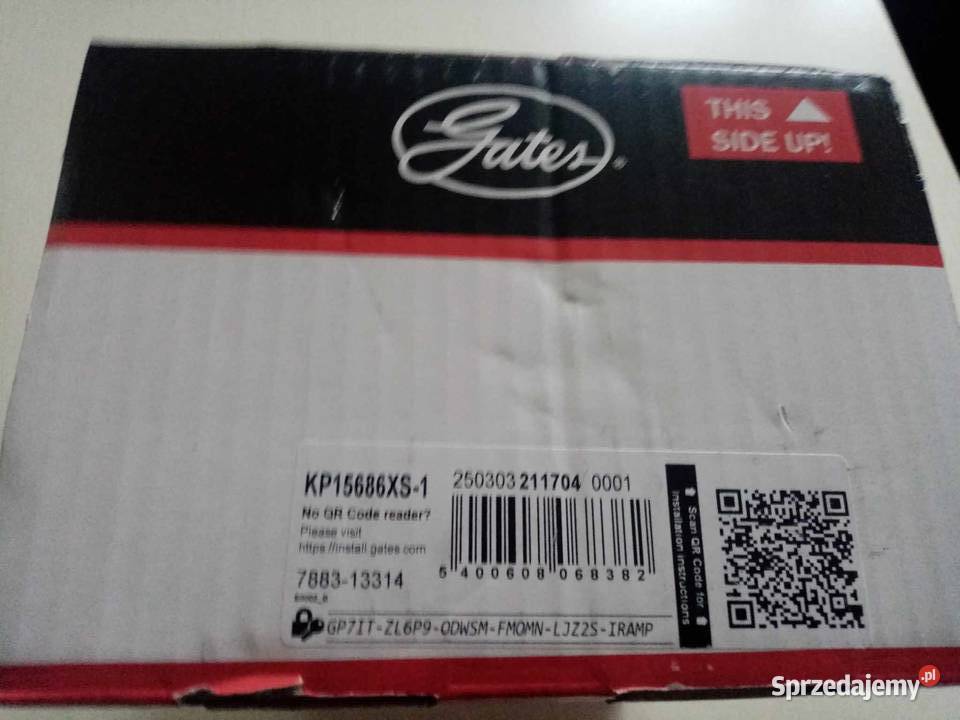 Gates®
THIS
SIDE UP!
KP15686XS-1
250303 211704 0001
No QR Code reader?
Please visit
https://install.gates.com
7883-13314
5 400608 068382
Scan QR Code for
installation instructions
GP7IT-ZL6P9-ODWSM-FMOMN-LJZ2S-IRAMP
Sprzedajemy.pl